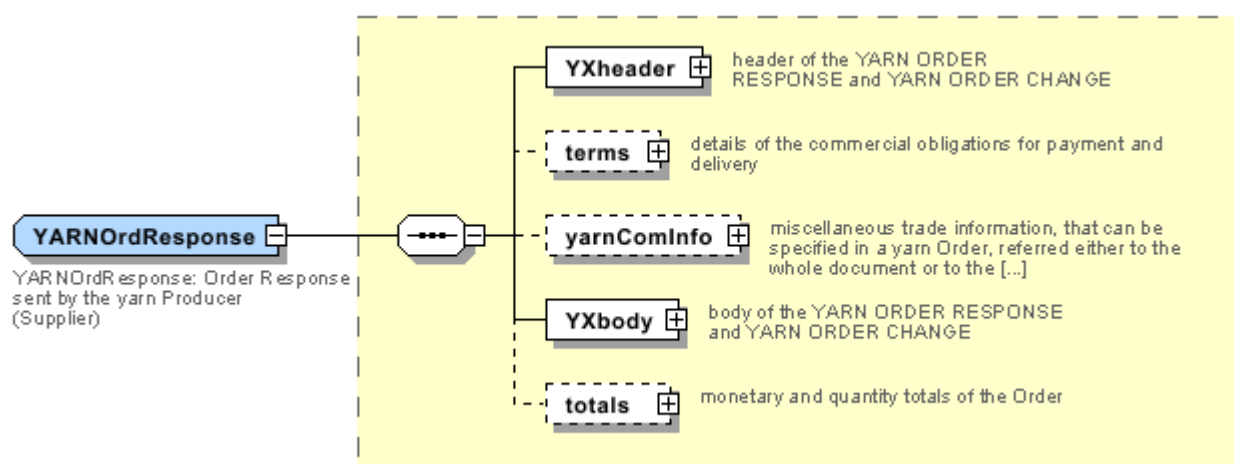 YXheader
header of the YARN ORDER
RESPONSE and YARN ORDER CHANGE
terms
details of the commercial obligations for payment and
delivery
YARNOrdResponse
YARNOrdResponse: Order Response
sent by the yarn Producer
(Supplier)
yarnComInfo
miscellaneous trade information, that can be
specified in a yarn Order, referred either to the
whole document or to the [...]
YXbody
body of the YARN ORDER RESPONSE
and YARN ORDER CHANGE
totals
monetary and quantity totals of the Order